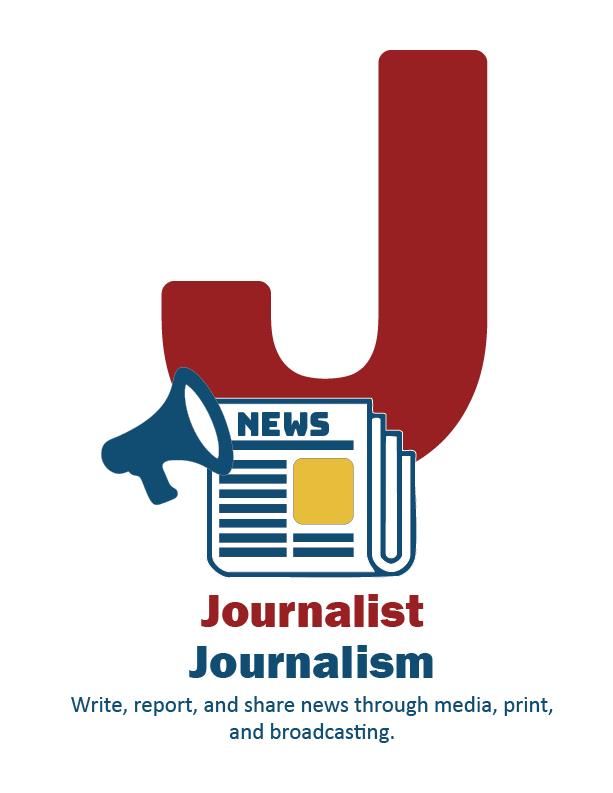 J
NEWS
Journalist
Journalism
Write, report, and share news through media, print,
and broadcasting.